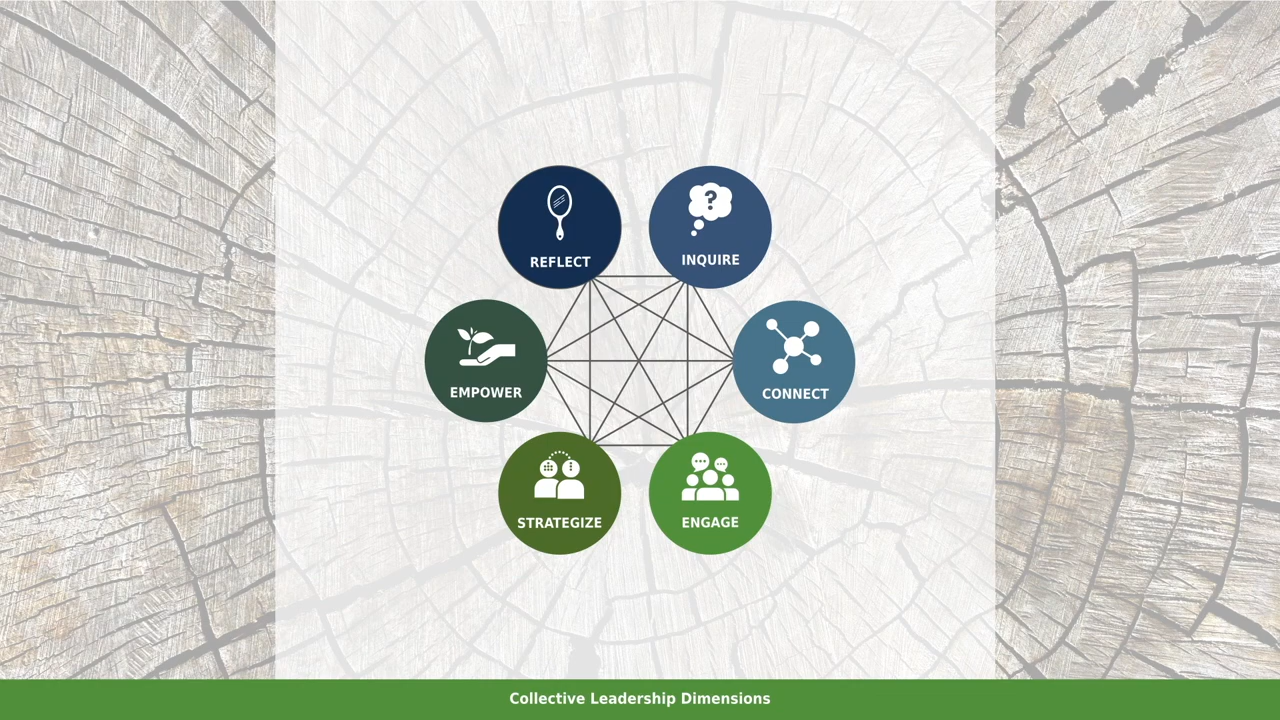 REFLECT
INQUIRE
EMPOWER
CONNECT
STRATEGIZE
ENGAGE
Collective Leadership Dimensions